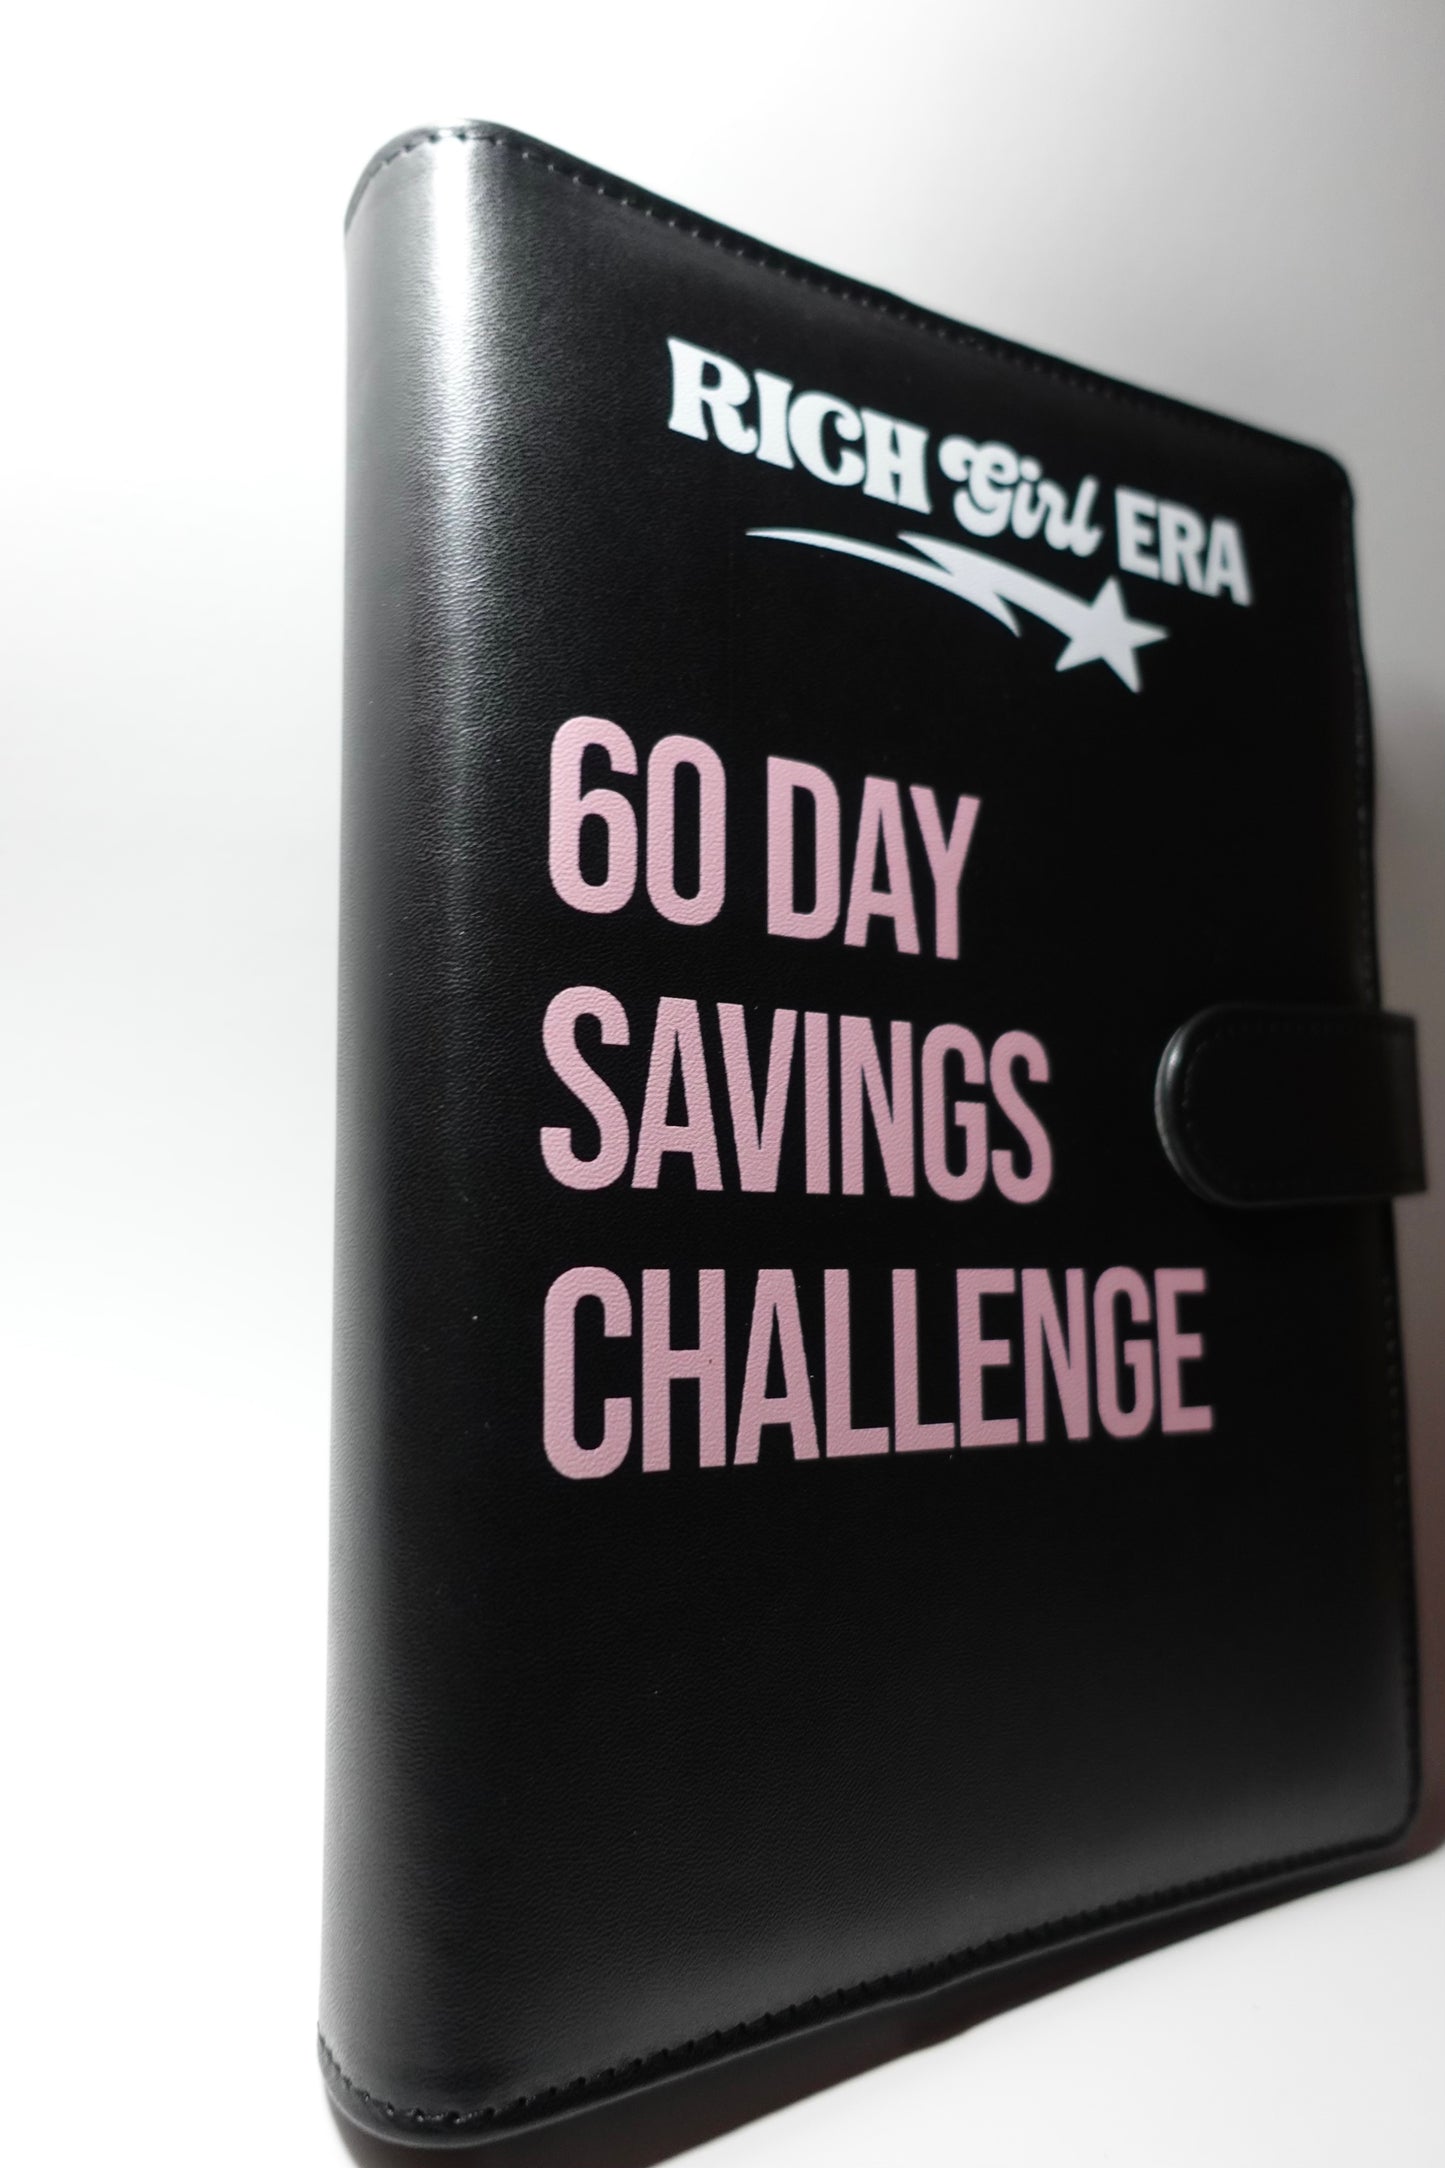 RICH Girl ERA
60 DAY
SAVINGS
CHALLENGE